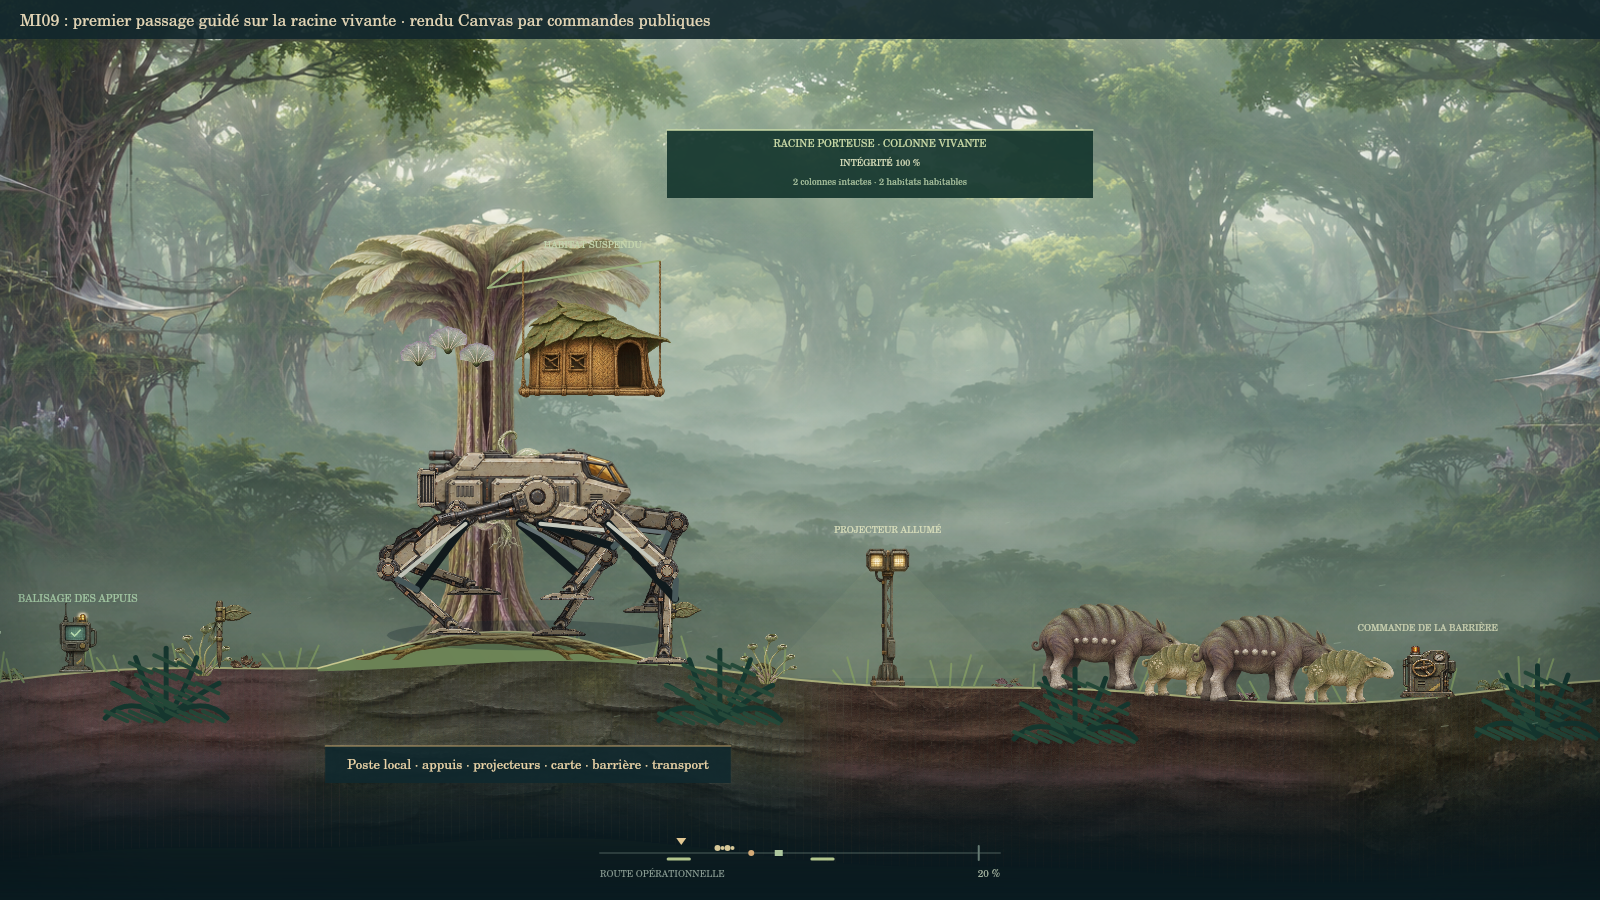 MI09 : premier passage guidé sur la racine vivante · rendu Canvas par commandes publiques
RACINE PORTEUSE · COLONNE VIVANTE
INTÉGRITÉ 100 %
2 colonnes intactes · 2 habitats habitables
HABITAT SUSPENDU
PROJECTEUR ALLUMÉ
BALISAGE DES APPUIS
COMMANDE DE LA BARRIÈRE
Poste local · appuis · projecteurs · carte · barrière · transport
ROUTE OPÉRATIONNELLE
20 %